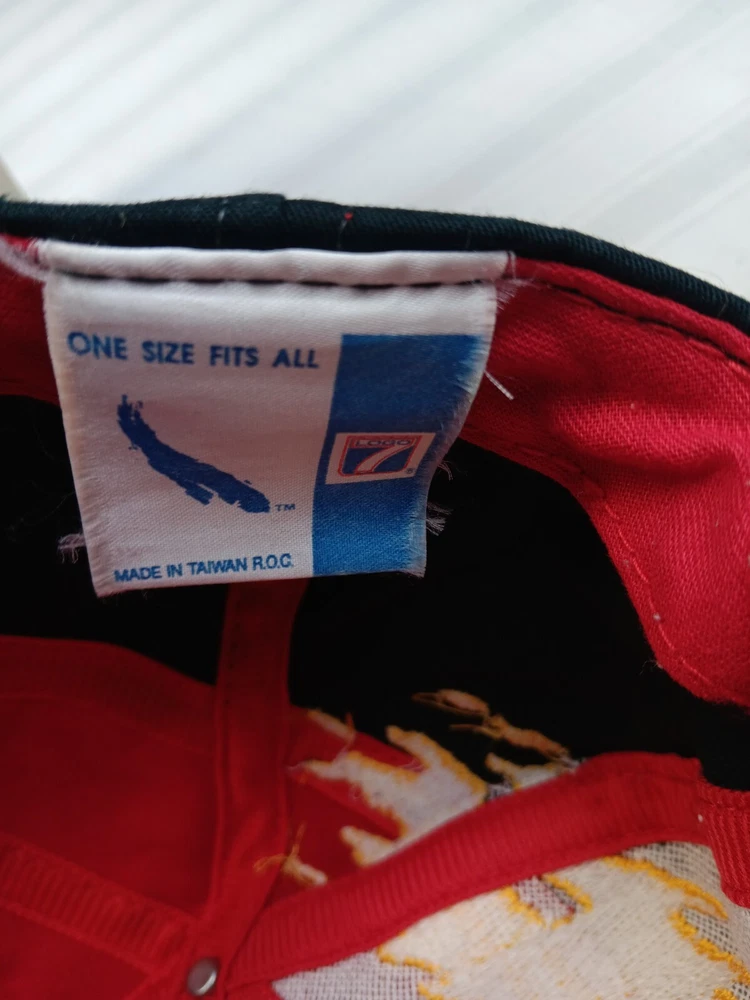 ONE SIZE FITS ALL
LOGO
7
®
TM
MADE IN TAIWAN R.O.C.